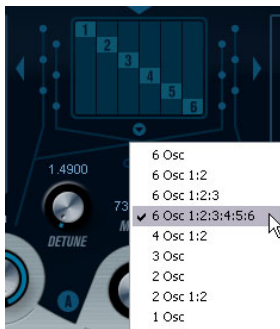 1
2
3
4
5
6
1.4900
DETUNE
73
M
A
6 Osc
6 Osc 1:2
6 Osc 1:2:3
✔ 6 Osc 1:2:3:4:5:6
4 Osc 1:2
3 Osc
2 Osc
2 Osc 1:2
1 Osc